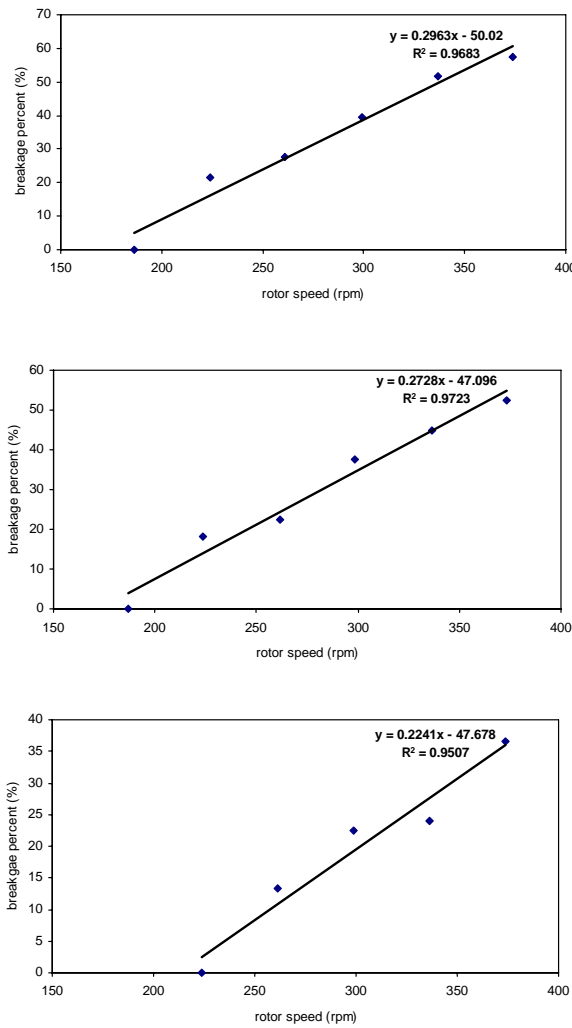 70
60
50
40
30
20
10
0
y = 0.2963x - 50.02
R² = 0.9683
breakage percent (%)
150 200 250 300 350 400
rotor speed (rpm)
60
50
40
30
20
10
0
y = 0.2728x - 47.096
R² = 0.9723
breakage percent (%)
150 200 250 300 350 400
rotor speed (rpm)
40
35
30
25
20
15
10
5
0
y = 0.2241x - 47.678
R² = 0.9507
breakgae percent (%)
150 200 250 300 350 400
rotor speed (rpm)